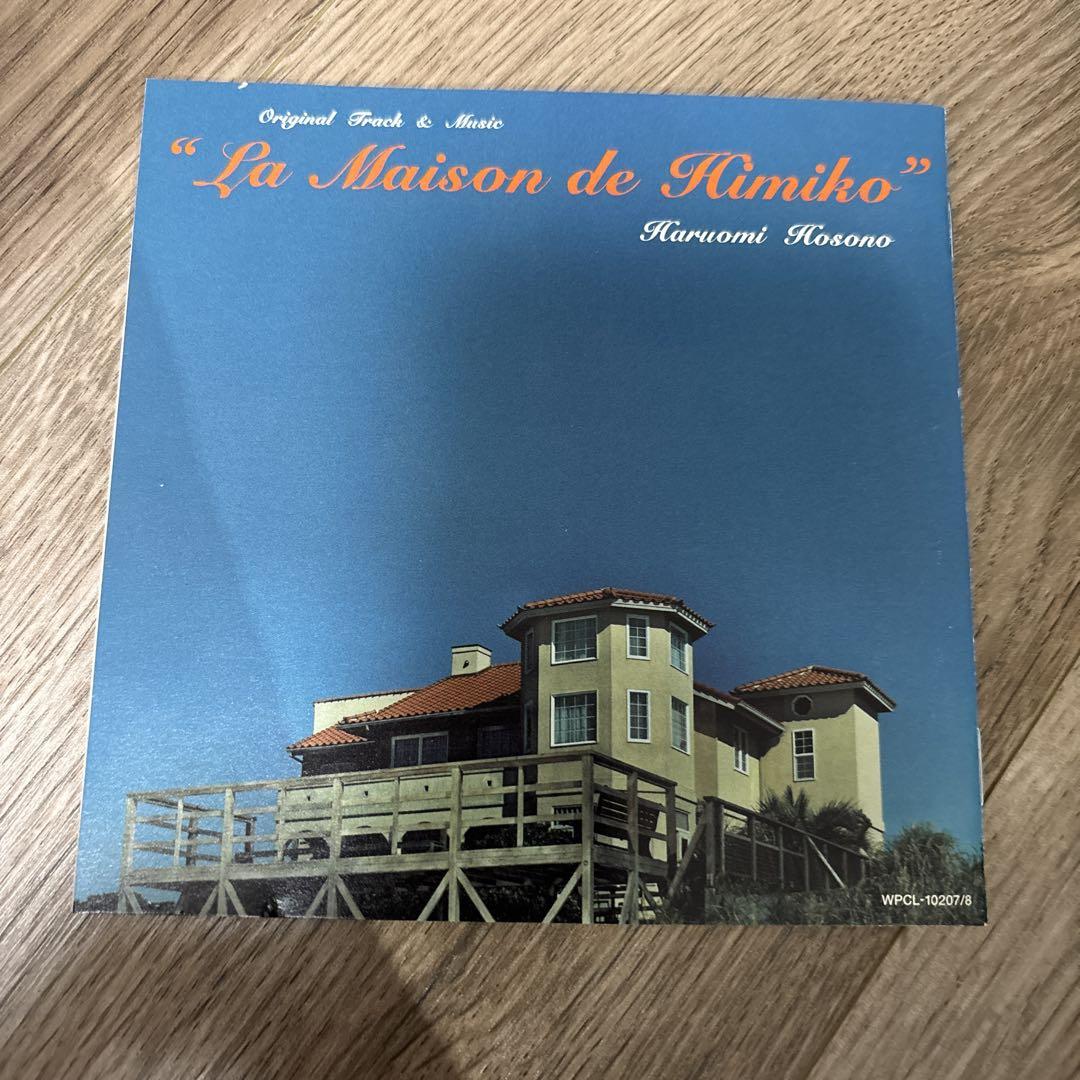 Original Track & Music
“La Maison de Himiko”
Haruomi Hosono
WPCL-10207/8